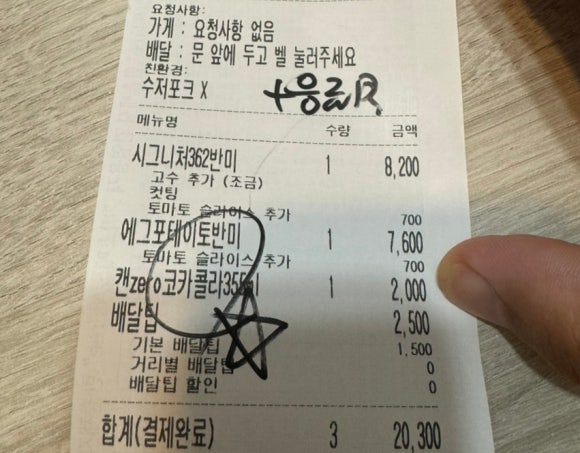 요청사항:
가게 : 요청사항 없음
배달 : 문 앞에 두고 벨 눌러주세요
친환경:
수저포크 X
메뉴명 수량 금액
시그니처362반미 1 8,200
고수 추가 (조금)
컷팅
토마토 슬라이스 추가 700
에그포테이토반미 1 7,600
토마토 슬라이스 추가 700
캔zero코카콜라355ml 1 2,000
배달팁 2,500
기본 배달팁 1,500
거리별 배달팁 0
배달팁 할인 0
합계(결제완료) 3 20,300